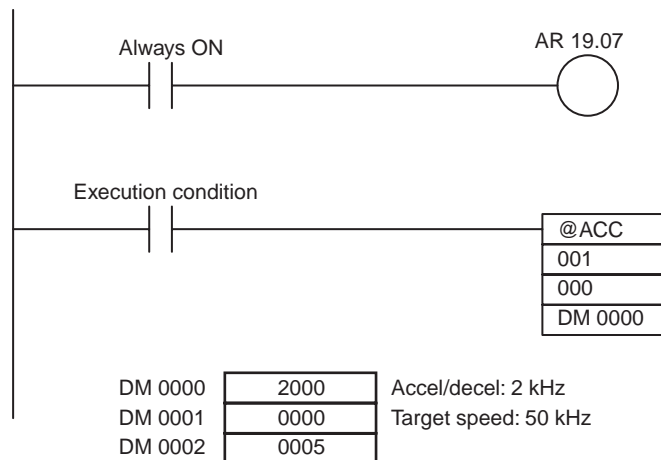 Always ON
AR 19.07
Execution condition
@ACC
001
000
DM 0000
DM 0000 2000 Accel/decel: 2 kHz
DM 0001 0000 Target speed: 50 kHz
DM 0002 0005